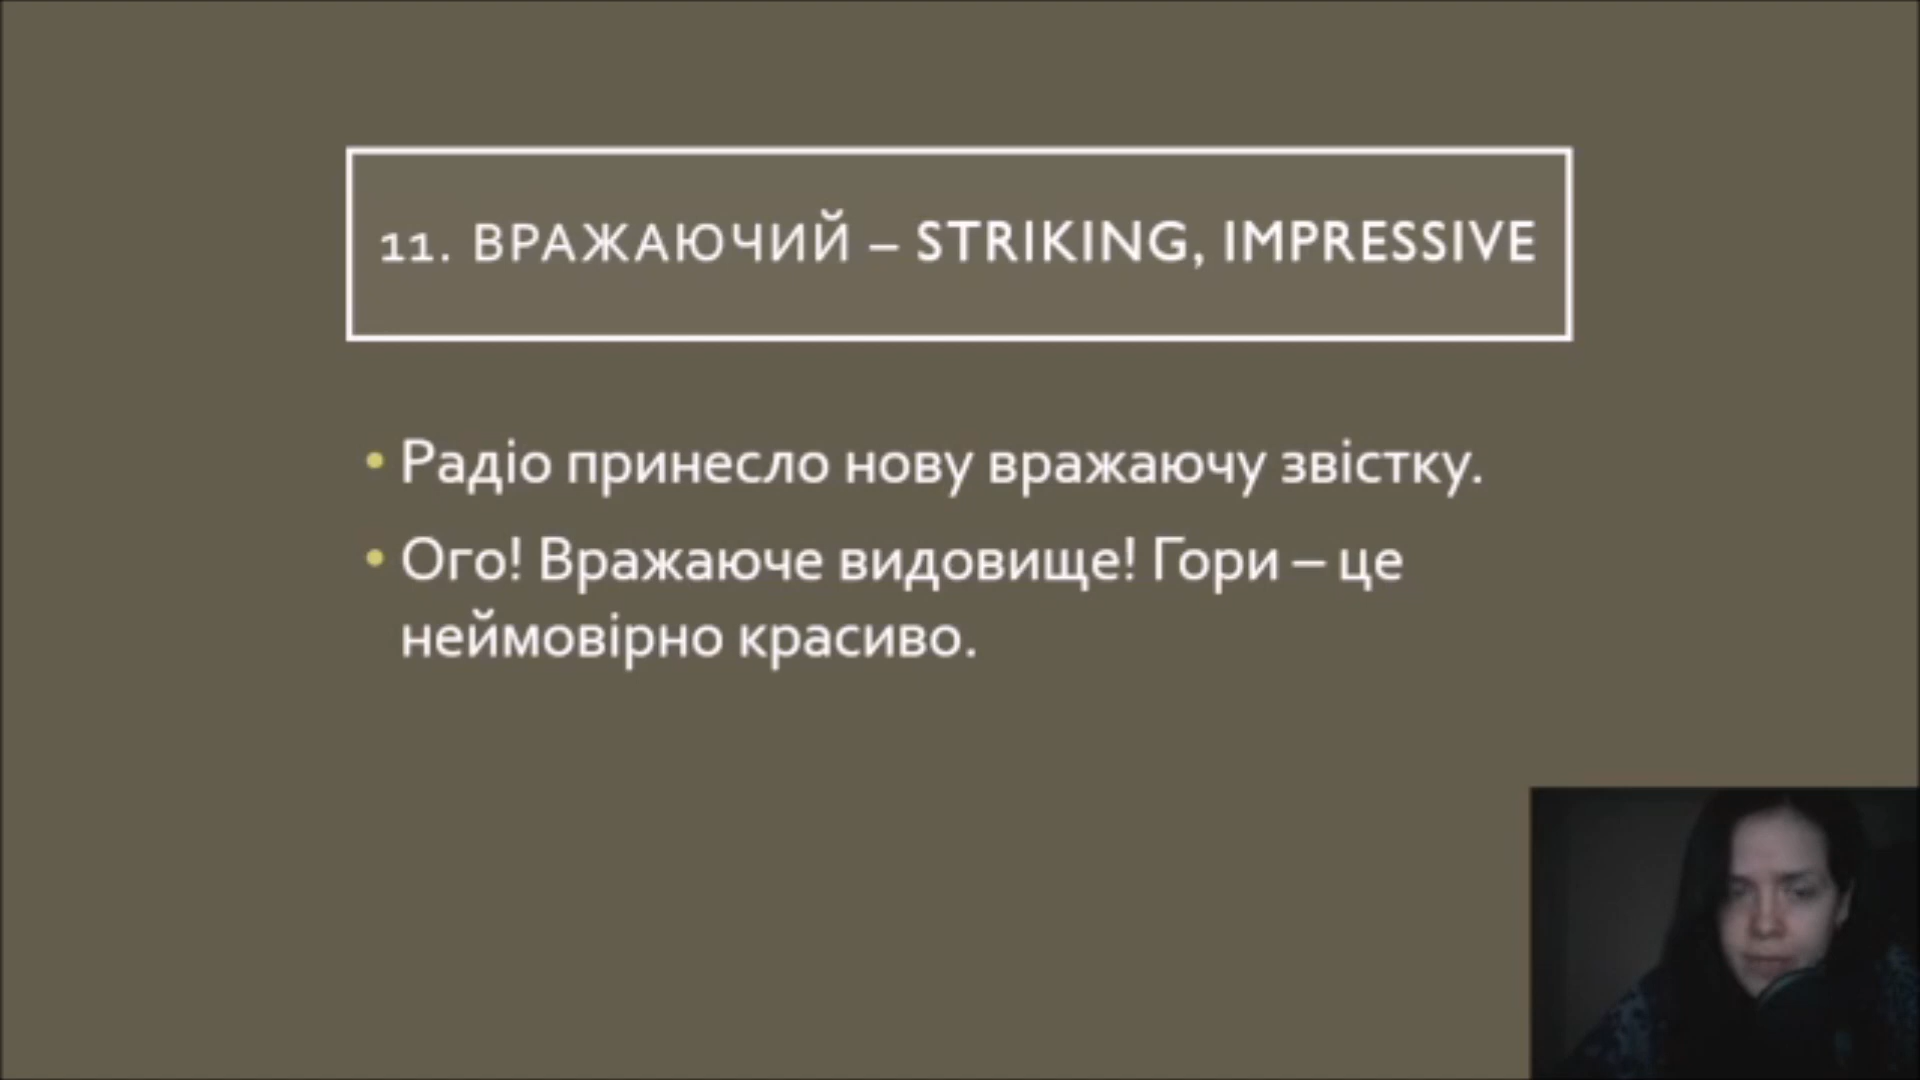 11. ВРАЖАЮЧИЙ – STRIKING, IMPRESSIVE
• Радіо принесло нову вражаючу звістку.
• Ого! Вражаюче видовище! Гори – це
неймовірно красиво.